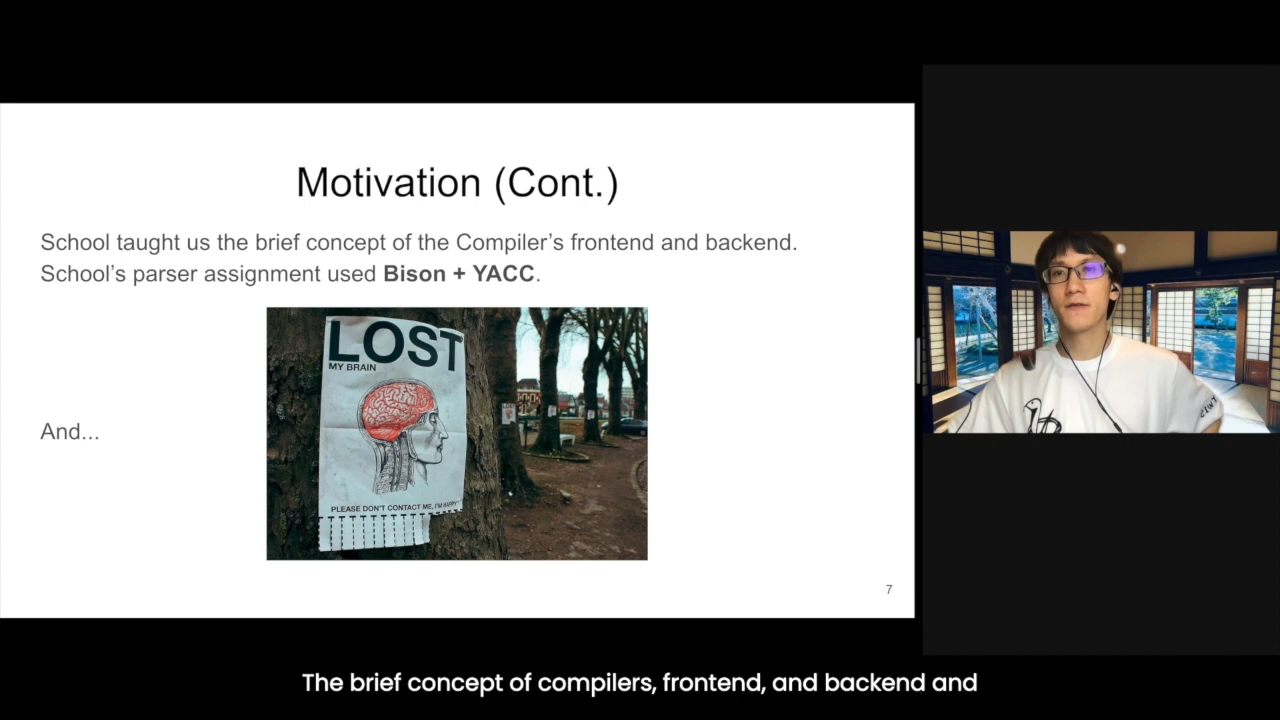 Motivation (Cont.)
School taught us the brief concept of the Compiler's frontend and backend.
School's parser assignment used Bison + YACC.
LOST
MY BRAIN
PLEASE DON'T CONTACT ME, I'M HAPPY
And...
7
The brief concept of compilers, frontend, and backend and